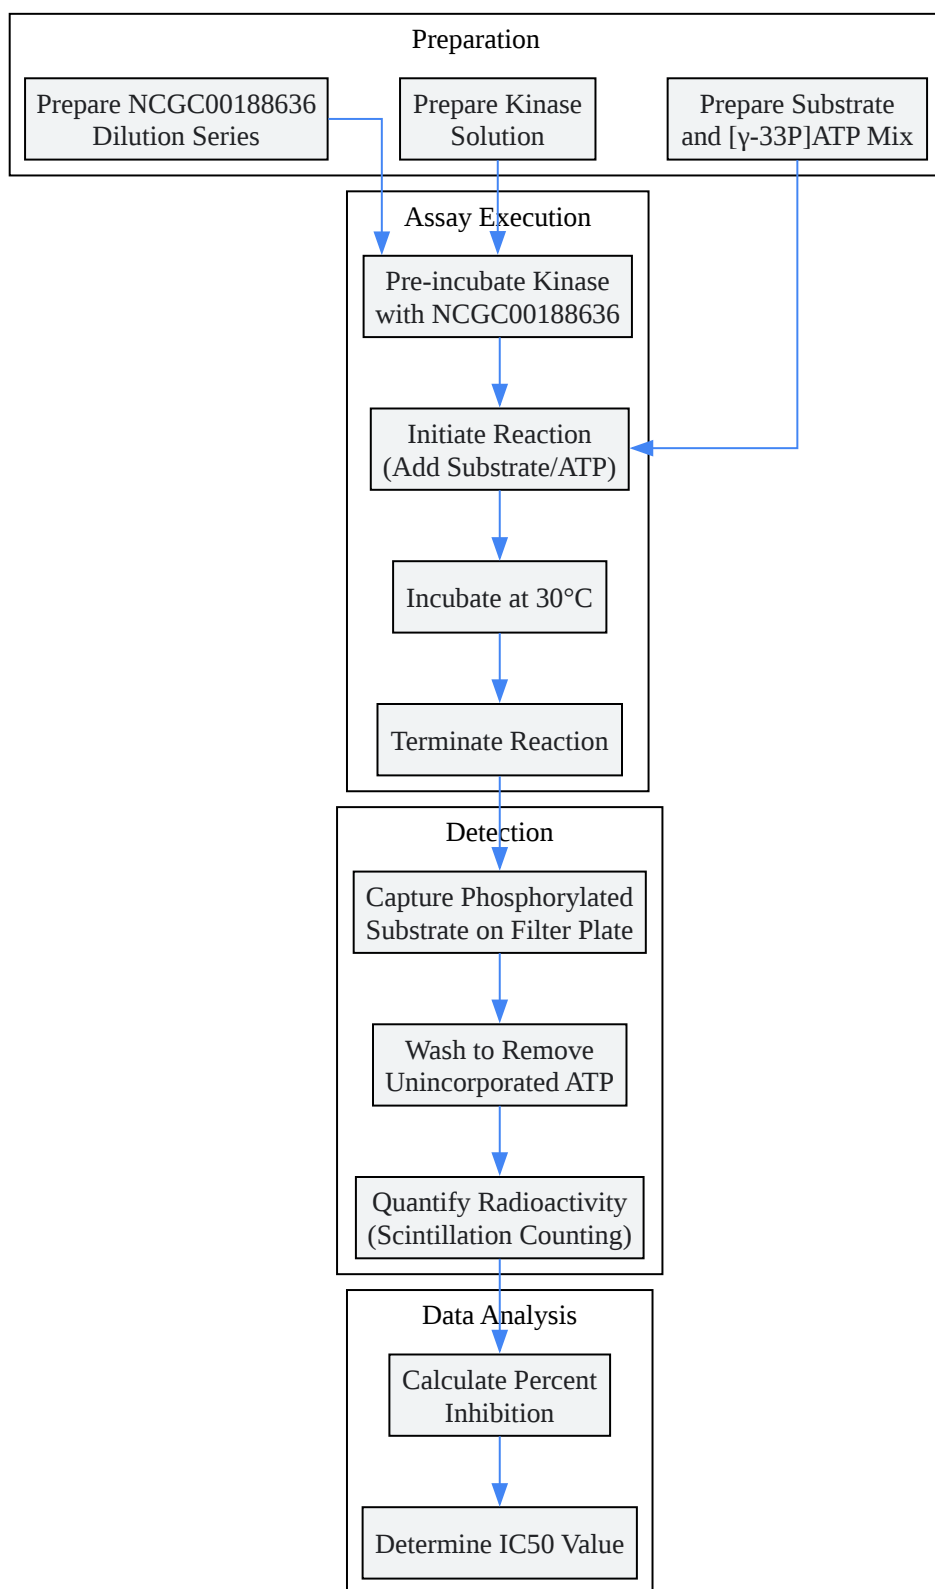 Preparation
Prepare NCGC00188636
Dilution Series
Prepare Kinase
Solution
Prepare Substrate
and [γ-33P]ATP Mix
Assay Execution
Pre-incubate Kinase
with NCGC00188636
Initiate Reaction
(Add Substrate/ATP)
Incubate at 30°C
Terminate Reaction
Detection
Capture Phosphorylated
Substrate on Filter Plate
Wash to Remove
Unincorporated ATP
Quantify Radioactivity
(Scintillation Counting)
Data Analysis
Calculate Percent
Inhibition
Determine IC50 Value